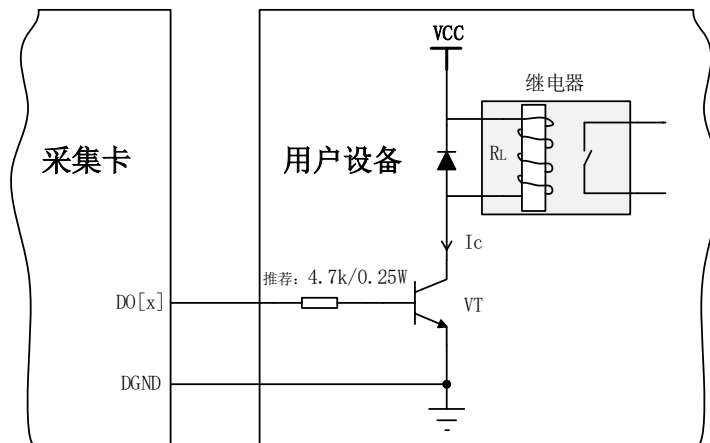 VCC
继电器
采集卡
用户设备
RL
Ic
推荐: 4.7k/0.25W
DO[x]
VT
DGND